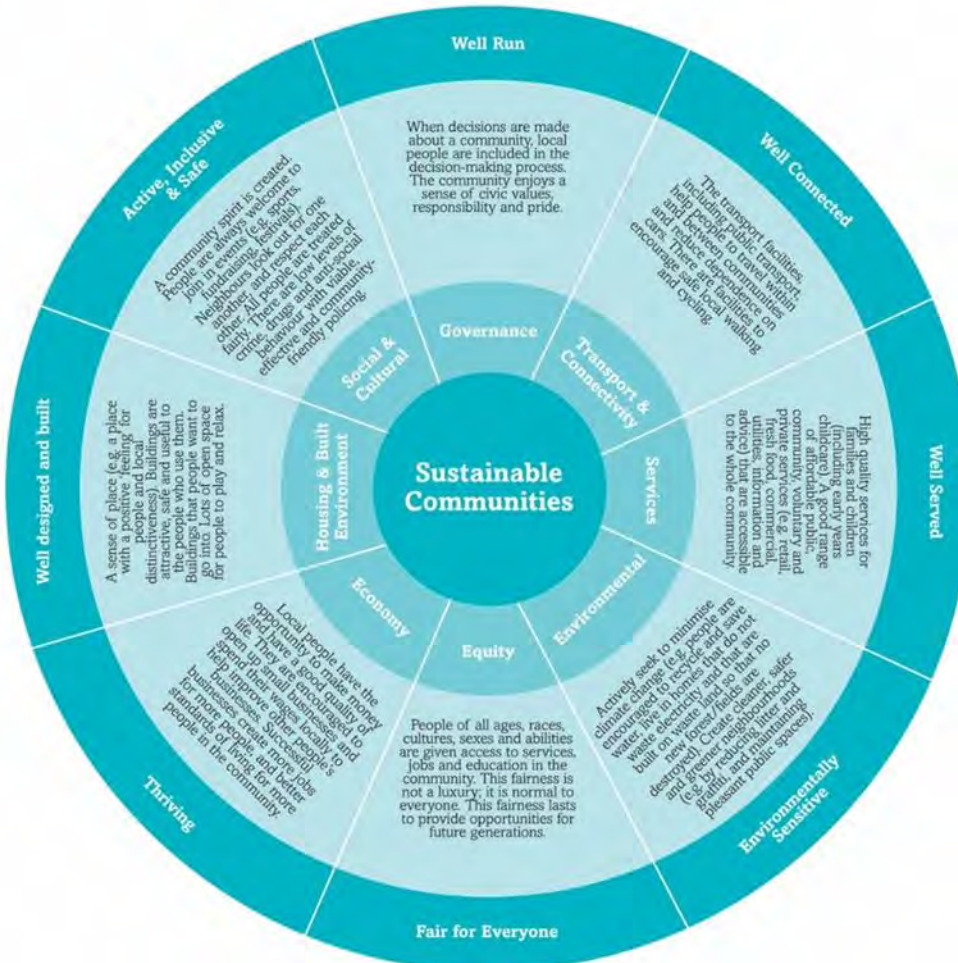 Sustainable
Communities
Governance
Well Run
When decisions are made
about a community, local
people are included in the
decision-making process.
The community enjoys a
sense of civic values,
responsibility and pride.
Transport &
Connectivity
Well Connected
The transport facilities,
including public transport,
help people to travel within
and between communities
and reduce dependence on
cars. There are facilities to
encourage safe local walking
and cycling.
Services
Well Served
High quality services for
families and children
(including early years
childcare). A good range
of affordable public,
community, voluntary and
private services (e.g. retail,
fresh food, commercial,
utilities, information and
advice) that are accessible
to the whole community
Environmental
Environmentally
Sensitive
Actively seek to minimise
climate change (e.g. people are
encouraged to recycle and save
water, live in homes that do not
waste electricity and that are
built on waste land so that no
new forest/fields are
destroyed). Create cleaner, safer
and greener neighbourhoods
(e.g. by reducing litter and
graffiti, and maintaining
pleasant public spaces).
Equity
Fair for Everyone
People of all ages, races,
cultures, sexes and abilities
are given access to services,
jobs and education in the
community. This fairness is
not a luxury; it is normal to
everyone. This fairness lasts
to provide opportunities for
future generations.
Economy
Thriving
Local people have the
opportunity to make money
and have a good quality of
life. They are encouraged to
open up small businesses and
spend their wages locally to
help improve other people's
businesses. Successful
businesses create more jobs
for more people, and better
standards of living for more
people in the community.
Housing & Built
Environment
Well designed and built
A sense of place (e.g. a place
with a positive 'feeling' for
people and local
distinctiveness). Buildings are
attractive, safe and useful to
the people who use them.
Buildings that people want to
go into. Lots of open space
for people to play and relax.
Social &
Cultural
Active, Inclusive
& Safe
A community spirit is created.
People are always welcome to
join in events (e.g. sports,
fundraising, festivals).
Neighbours look out for one
another, and respect each
other. All people are treated
fairly. There are low levels of
crime, drugs and anti-social
behaviour with viable,
effective and community-
friendly policing